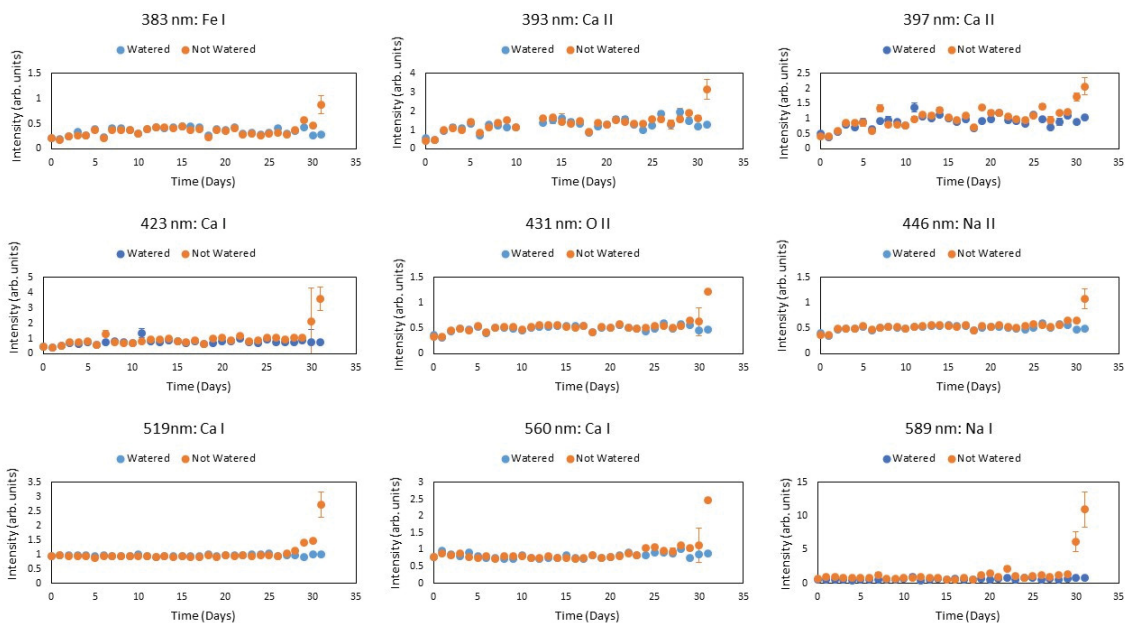 383 nm: Fe I
Watered Not Watered
Intensity (arb. units)
1.5
1
0.5
0
0 5 10 15 20 25 30 35
Time (Days)
393 nm: Ca II
Watered Not Watered
Intensity (arb. units)
4
3
2
1
0
0 5 10 15 20 25 30 35
Time (Days)
397 nm: Ca II
Watered Not Watered
Intensity (arb. units)
2.5
2
1.5
1
0.5
0
0 5 10 15 20 25 30 35
Time (Days)
423 nm: Ca I
Watered Not Watered
Intensity (arb. units)
5
4
3
2
1
0
0 5 10 15 20 25 30 35
Time (Days)
431 nm: O II
Watered Not Watered
Intensity (arb. units)
1.5
1
0.5
0
0 5 10 15 20 25 30 35
Time (Days)
446 nm: Na II
Watered Not Watered
Intensity (arb. units)
1.5
1
0.5
0
0 5 10 15 20 25 30 35
Time (Days)
519nm: Ca I
Watered Not Watered
Intensity (arb. units)
3.5
3
2.5
2
1.5
1
0.5
0
0 5 10 15 20 25 30 35
Time (Days)
560 nm: Ca I
Watered Not Watered
Intensity (arb. units)
3
2.5
2
1.5
1
0.5
0
0 5 10 15 20 25 30 35
Time (Days)
589 nm: Na I
Watered Not Watered
Intensity (arb. units)
15
10
5
0
0 5 10 15 20 25 30 35
Time (Days)